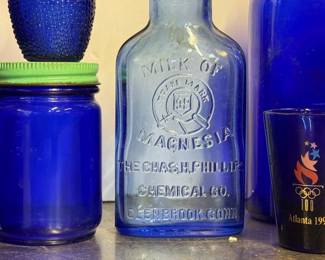 MILK OF
TRADE MARK
MAGNESIA
THE CHAS. H. PHILLIPS
CHEMICAL CO.
GLENBROOK, CONN
Atlanta 199